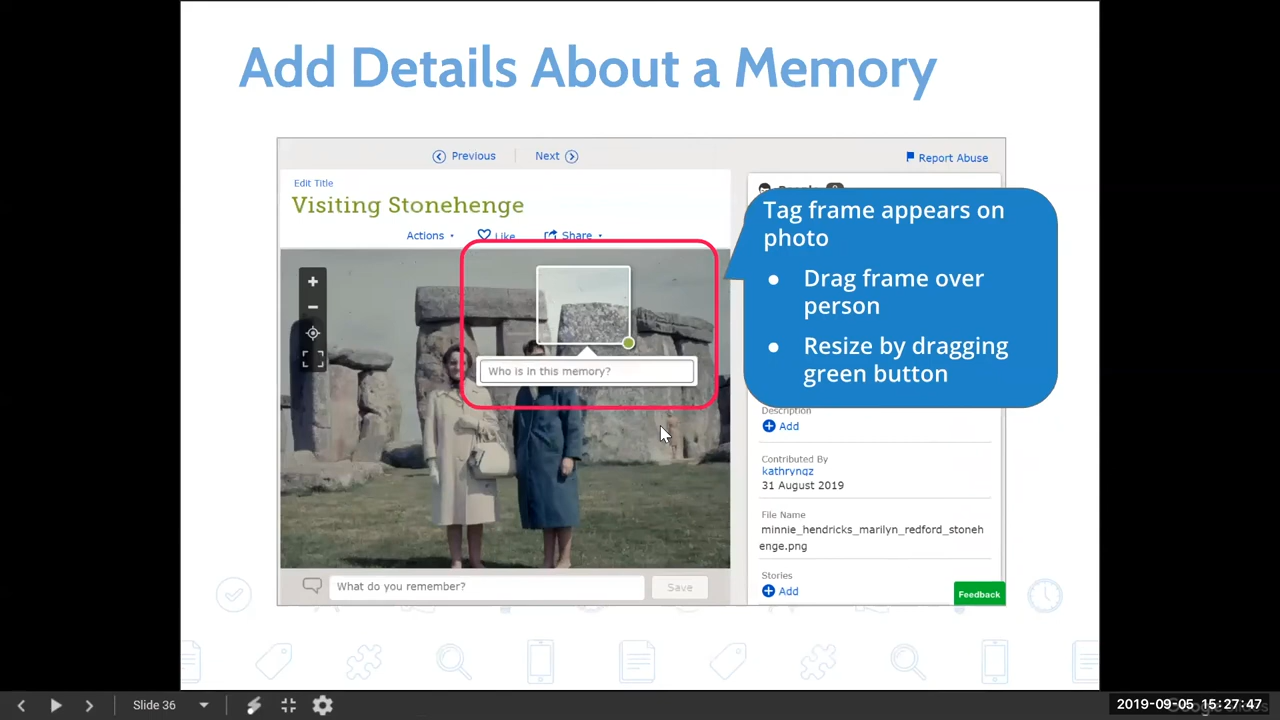 Add Details About a Memory
Previous
Next
Report Abuse
Edit Title
Visiting Stonehenge
Actions
Like
Share
Tag frame appears on
photo
● Drag frame over
person
● Resize by dragging
green button
Who is in this memory?
Description
Add
Contributed By
kathryngz
31 August 2019
File Name
minnie_hendricks_marilyn_redford_stoneh
enge.png
Stories
Add
What do you remember?
Save
Feedback
Slide 36
2019-09-05 15:27:47